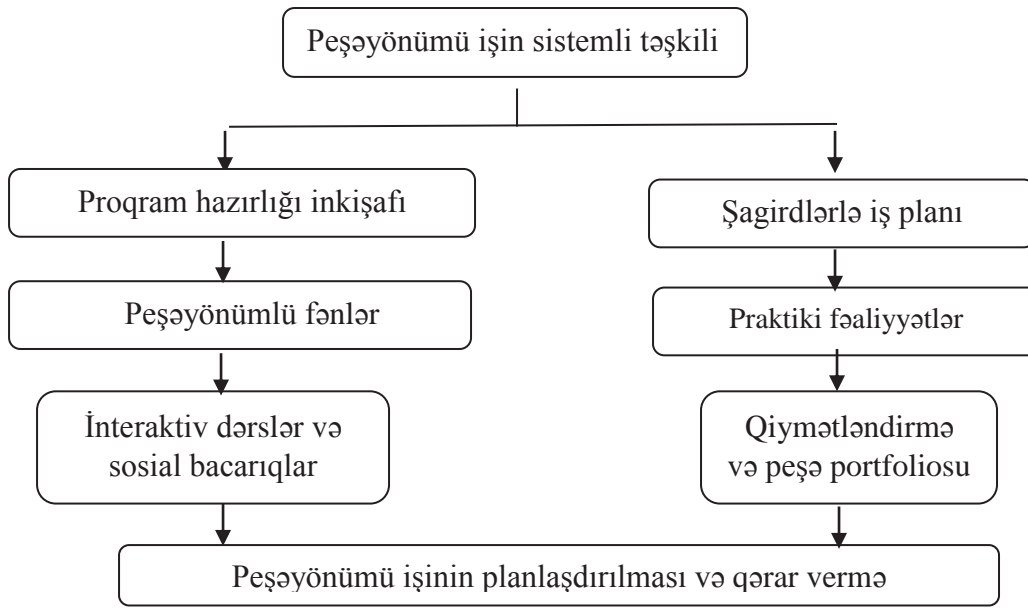 Peşəyönümü işin sistemli təşkili
Proqram hazırlığı inkişafı
Şagirdlərlə iş planı
Peşəyönümlü fənlər
Praktiki fəaliyyətlər
İnteraktiv dərslər və
sosial bacarıqlar
Qiymətləndirmə
və peşə portfoliosu
Peşəyönümü işinin planlaşdırılması və qərar vermə